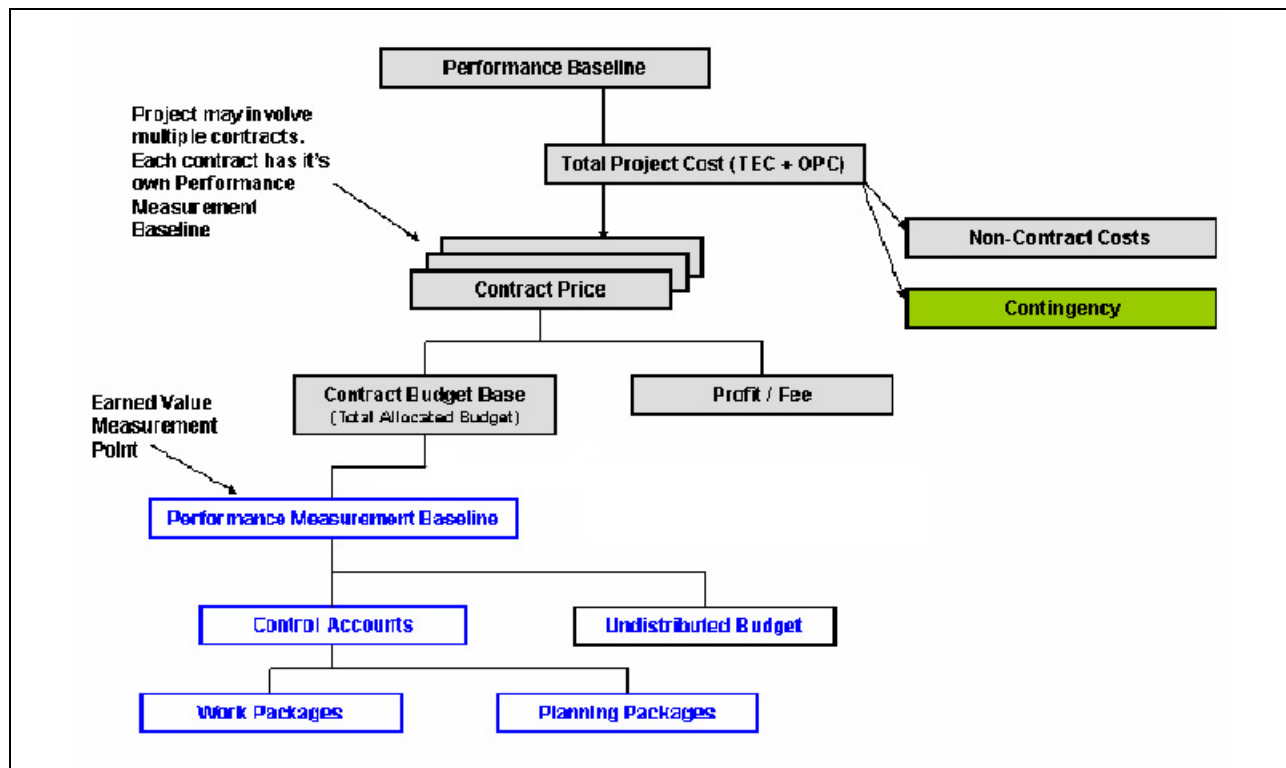 Performance Baseline
Project may involve
multiple contracts.
Each contract has it's
own Performance
Measurement
Baseline
Total Project Cost (TEC + OPC)
Non-Contract Costs
Contract Price
Contingency
Contract Budget Base
(Total Allocated Budget)
Profit / Fee
Earned Value
Measurement
Point
Performance Measurement Baseline
Control Accounts
Undistributed Budget
Work Packages
Planning Packages